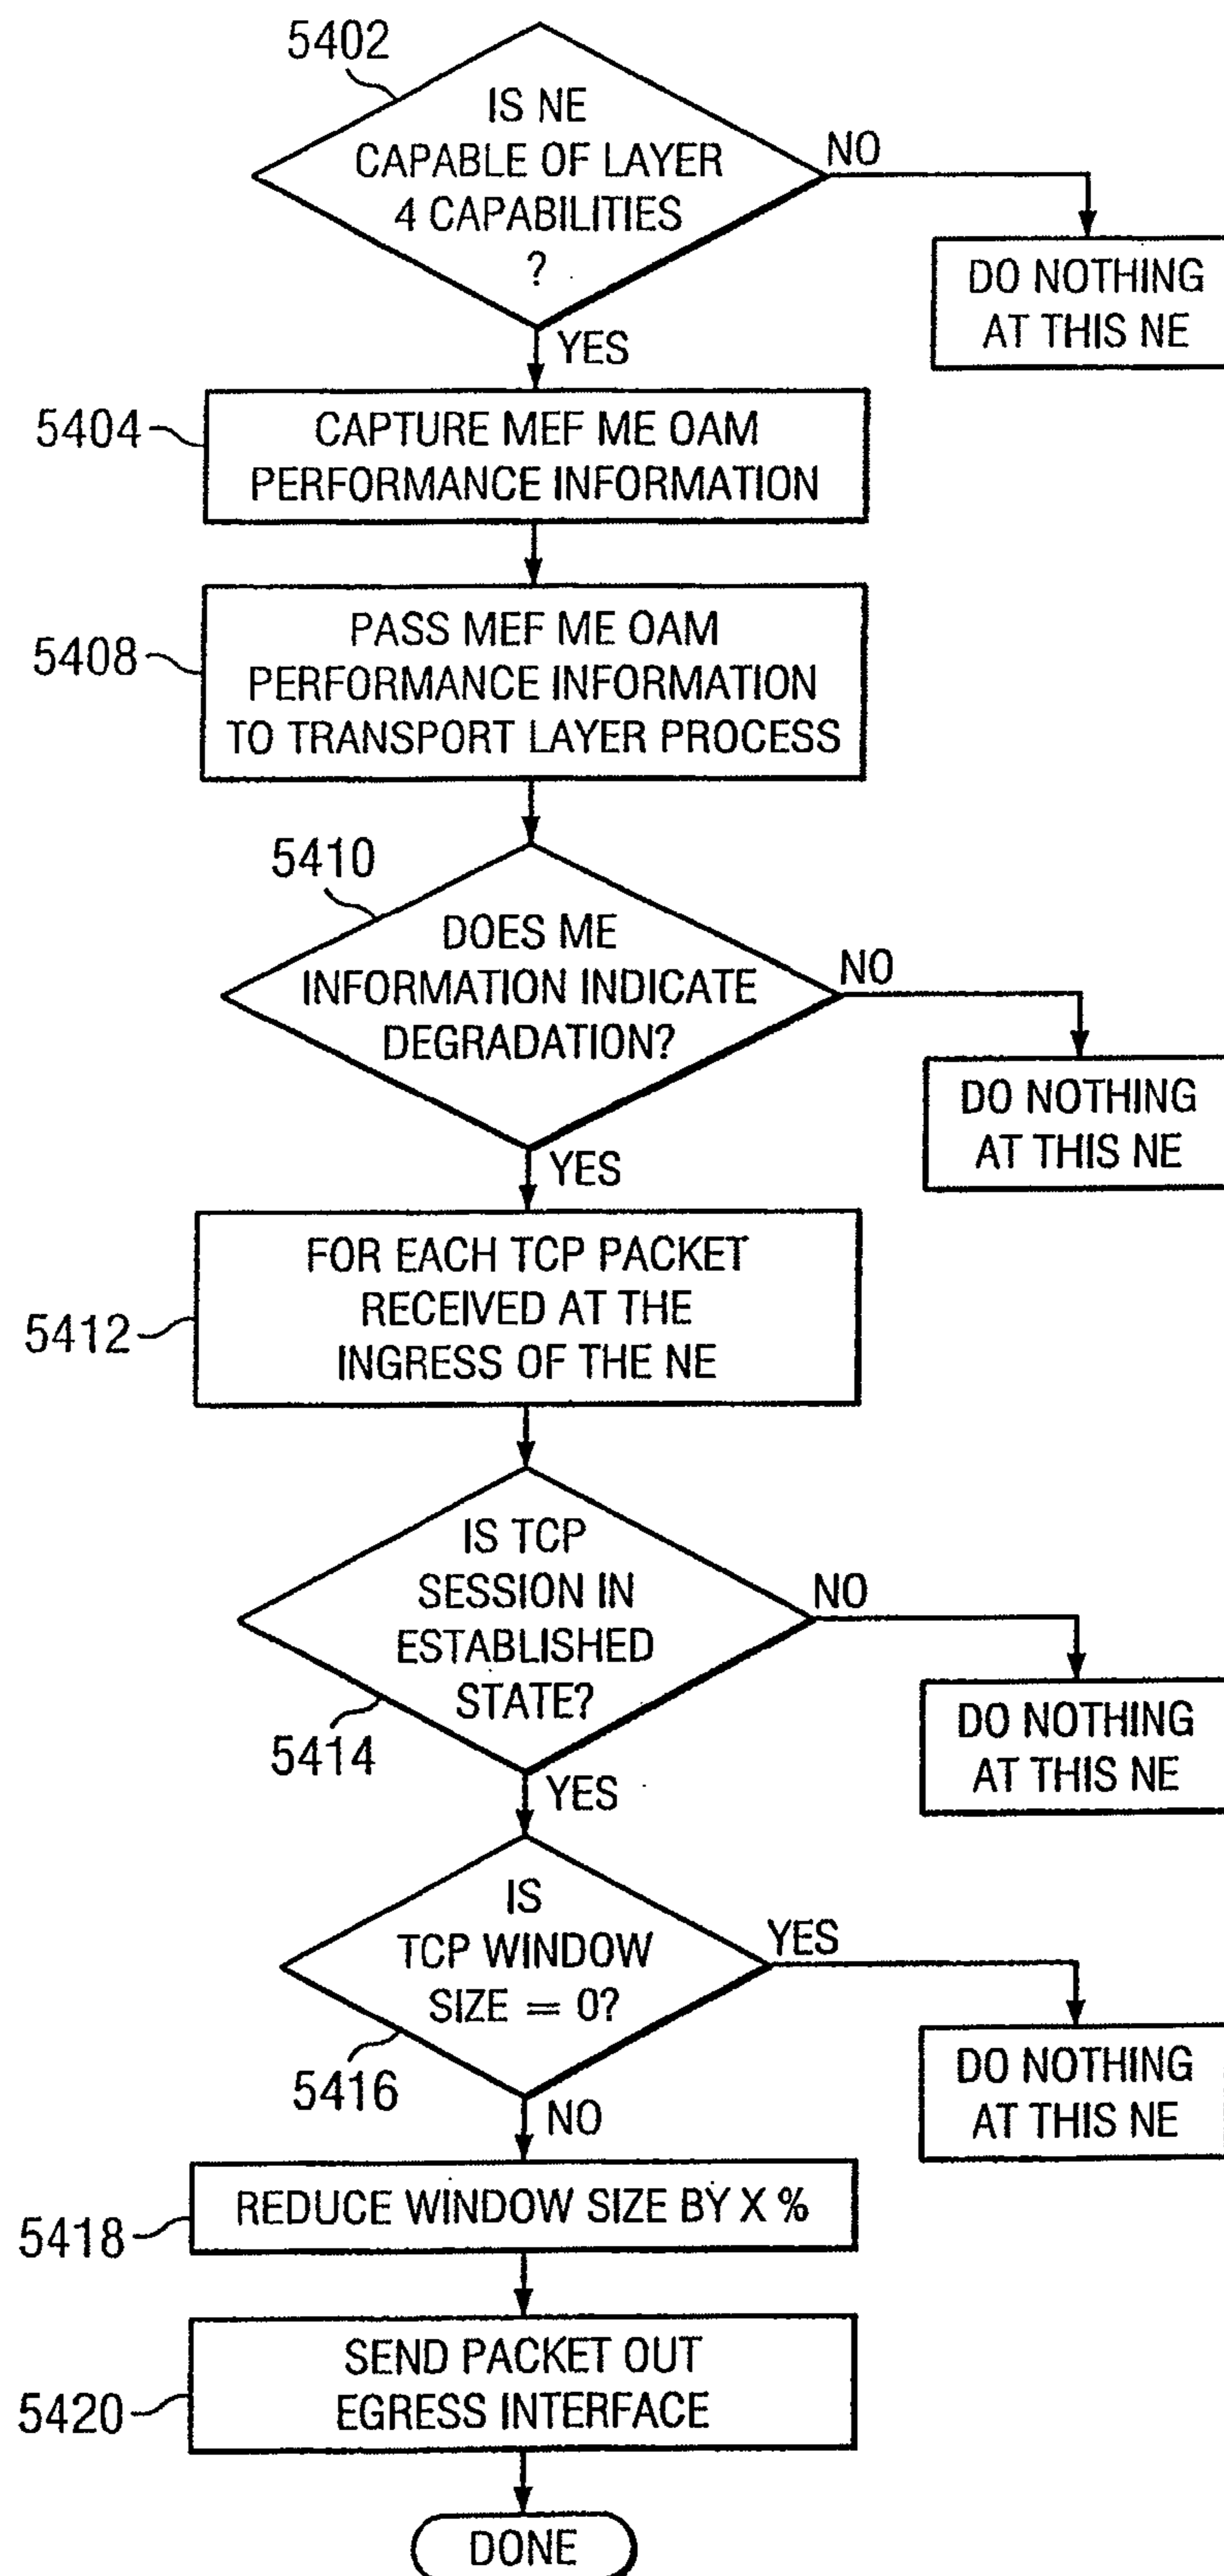 5402
IS NE
CAPABLE OF LAYER
4 CAPABILITIES
?
NO
DO NOTHING
AT THIS NE
YES
5404
CAPTURE MEF ME OAM
PERFORMANCE INFORMATION
5408
PASS MEF ME OAM
PERFORMANCE INFORMATION
TO TRANSPORT LAYER PROCESS
5410
DOES ME
INFORMATION INDICATE
DEGRADATION?
NO
DO NOTHING
AT THIS NE
YES
5412
FOR EACH TCP PACKET
RECEIVED AT THE
INGRESS OF THE NE
IS TCP
SESSION IN
ESTABLISHED
STATE?
5414
NO
DO NOTHING
AT THIS NE
YES
IS
TCP WINDOW
SIZE = 0?
5416
YES
DO NOTHING
AT THIS NE
NO
5418
REDUCE WINDOW SIZE BY X %
5420
SEND PACKET OUT
EGRESS INTERFACE
DONE